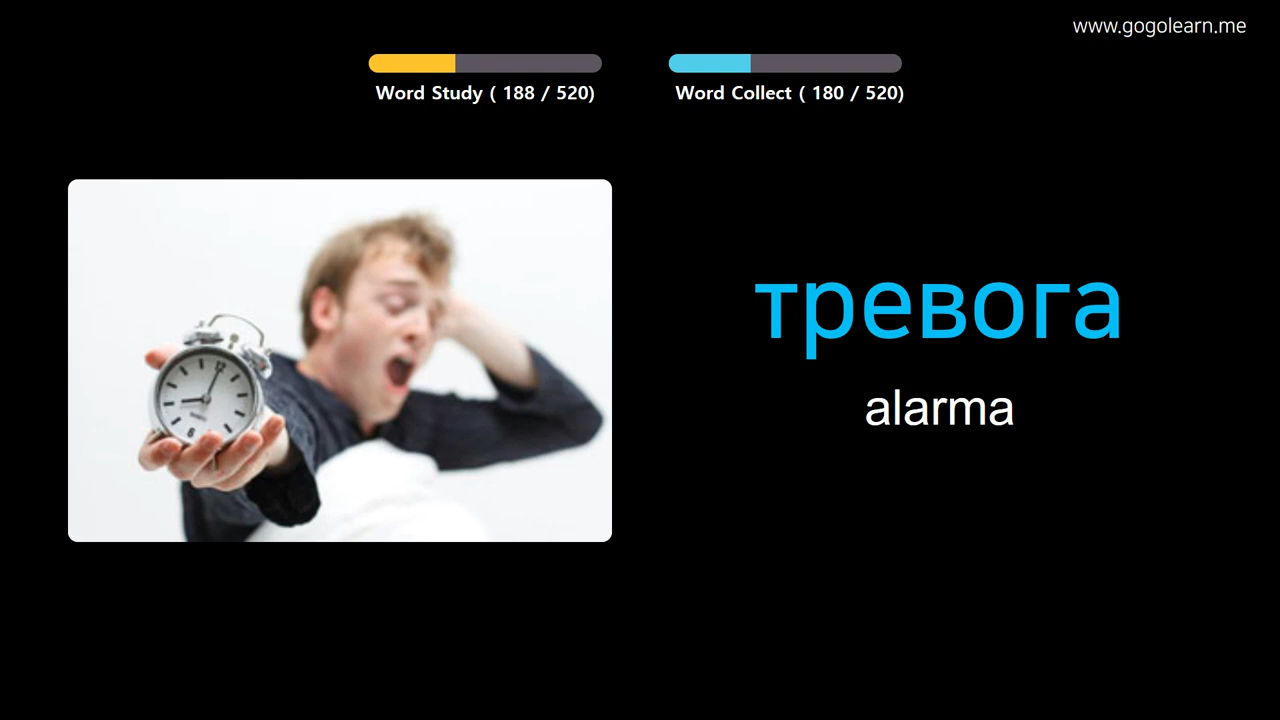 www.gogolearn.me
Word Study ( 188 / 520)
Word Collect ( 180 / 520)
тревога
alarma